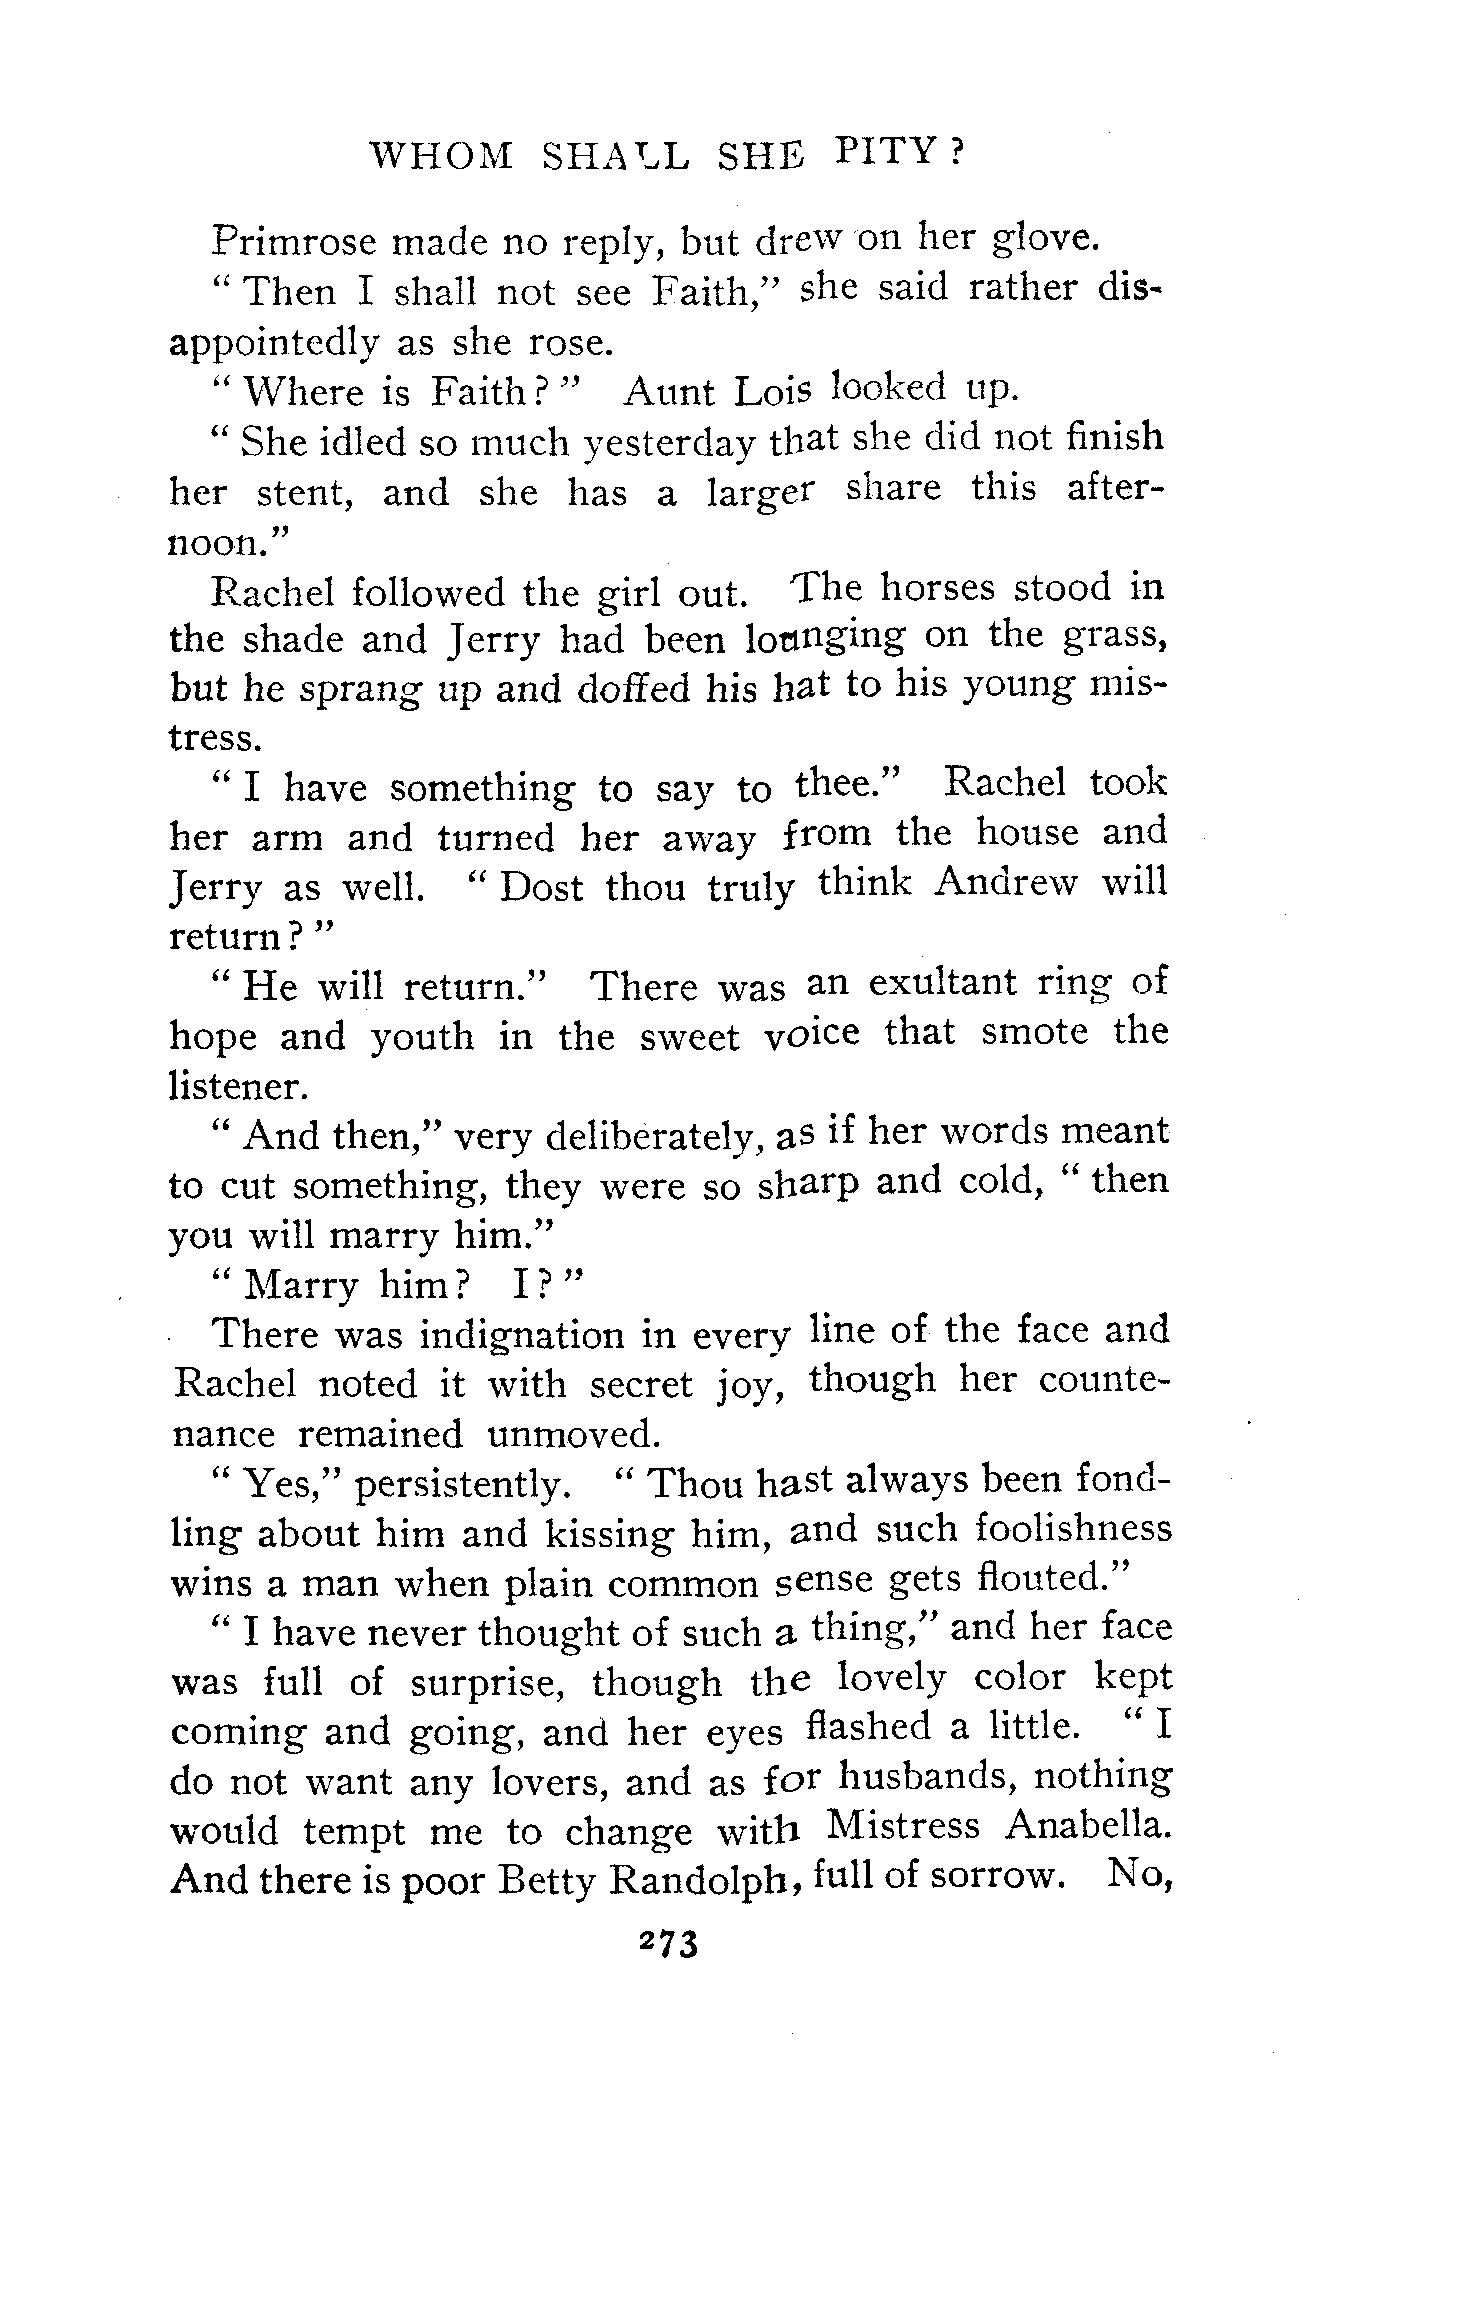 WHOM SHALL SHE PITY?
Primrose made no reply, but drew on her glove.
"Then I shall not see Faith," she said rather dis-
appointedly as she rose.
"Where is Faith?" Aunt Lois looked up.
"She idled so much yesterday that she did not finish
her stent, and she has a larger share this after-
noon."
Rachel followed the girl out. The horses stood in
the shade and Jerry had been lounging on the grass,
but he sprang up and doffed his hat to his young mis-
tress.
"I have something to say to thee." Rachel took
her arm and turned her away from the house and
Jerry as well. "Dost thou truly think Andrew will
return?"
"He will return." There was an exultant ring of
hope and youth in the sweet voice that smote the
listener.
"And then," very deliberately, as if her words meant
to cut something, they were so sharp and cold, "then
you will marry him."
"Marry him? I?"
There was indignation in every line of the face and
Rachel noted it with secret joy, though her counte-
nance remained unmoved.
"Yes," persistently. "Thou hast always been fond-
ling about him and kissing him, and such foolishness
wins a man when plain common sense gets flouted."
"I have never thought of such a thing," and her face
was full of surprise, though the lovely color kept
coming and going, and her eyes flashed a little. "I
do not want any lovers, and as for husbands, nothing
would tempt me to change with Mistress Anabella.
And there is poor Betty Randolph, full of sorrow. No,
273